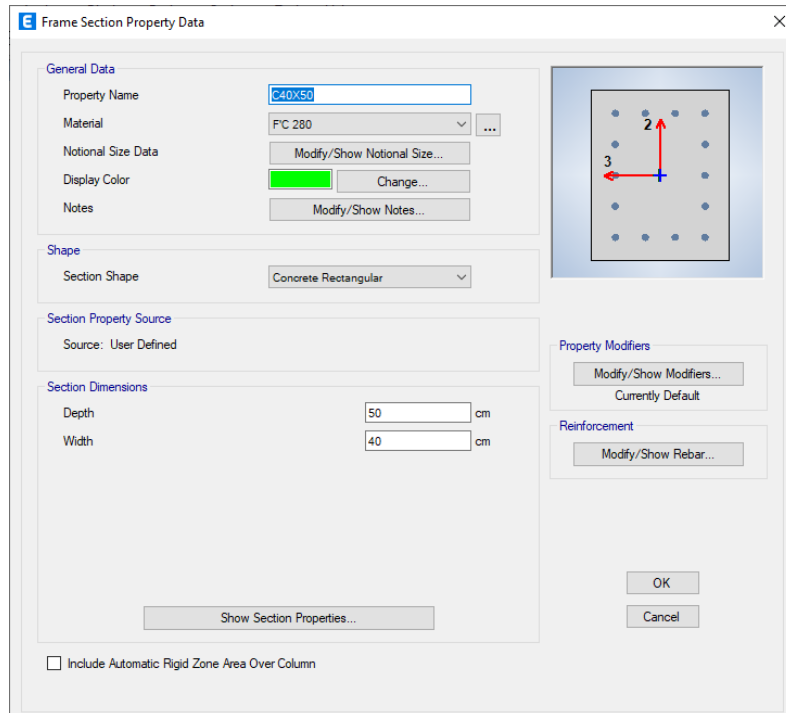 E Frame Section Property Data
General Data
Property Name C40X50
Material F'C 280 ...
Notional Size Data Modify/Show Notional Size...
Display Color Change...
Notes Modify/Show Notes...
2
3
Shape
Section Shape Concrete Rectangular
Section Property Source
Source: User Defined
Property Modifiers
Modify/Show Modifiers...
Currently Default
Section Dimensions
Depth 50 cm
Width 40 cm
Reinforcement
Modify/Show Rebar...
OK
Show Section Properties... Cancel
Include Automatic Rigid Zone Area Over Column